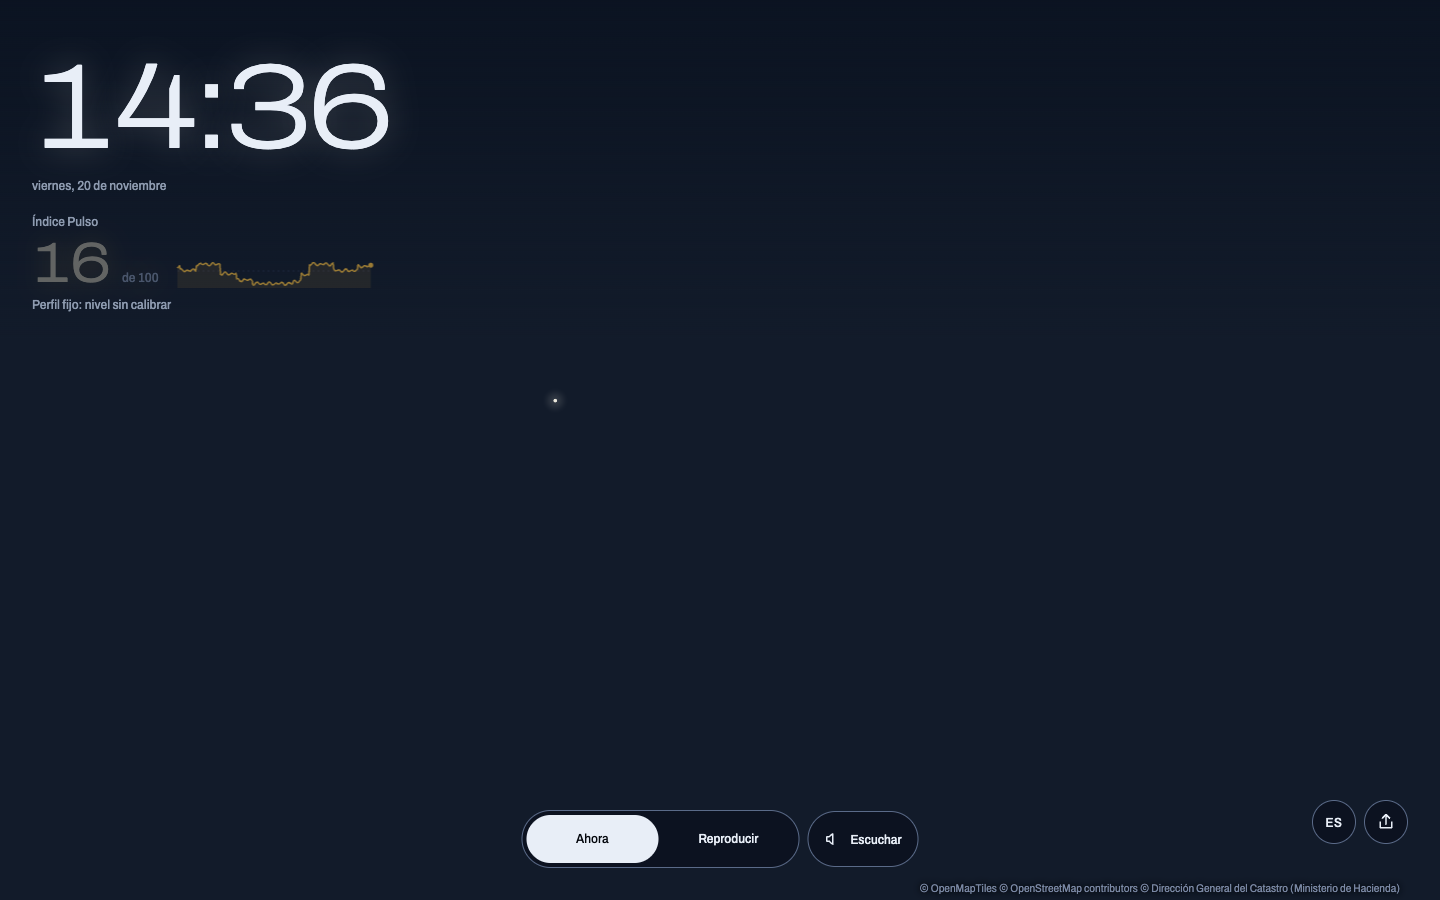 14:36
viernes, 20 de noviembre
Índice Pulso
16 de 100
Perfil fijo: nivel sin calibrar
Ahora
Reproducir
Escuchar
ES
© OpenMapTiles © OpenStreetMap contributors © Dirección General del Catastro (Ministerio de Hacienda)